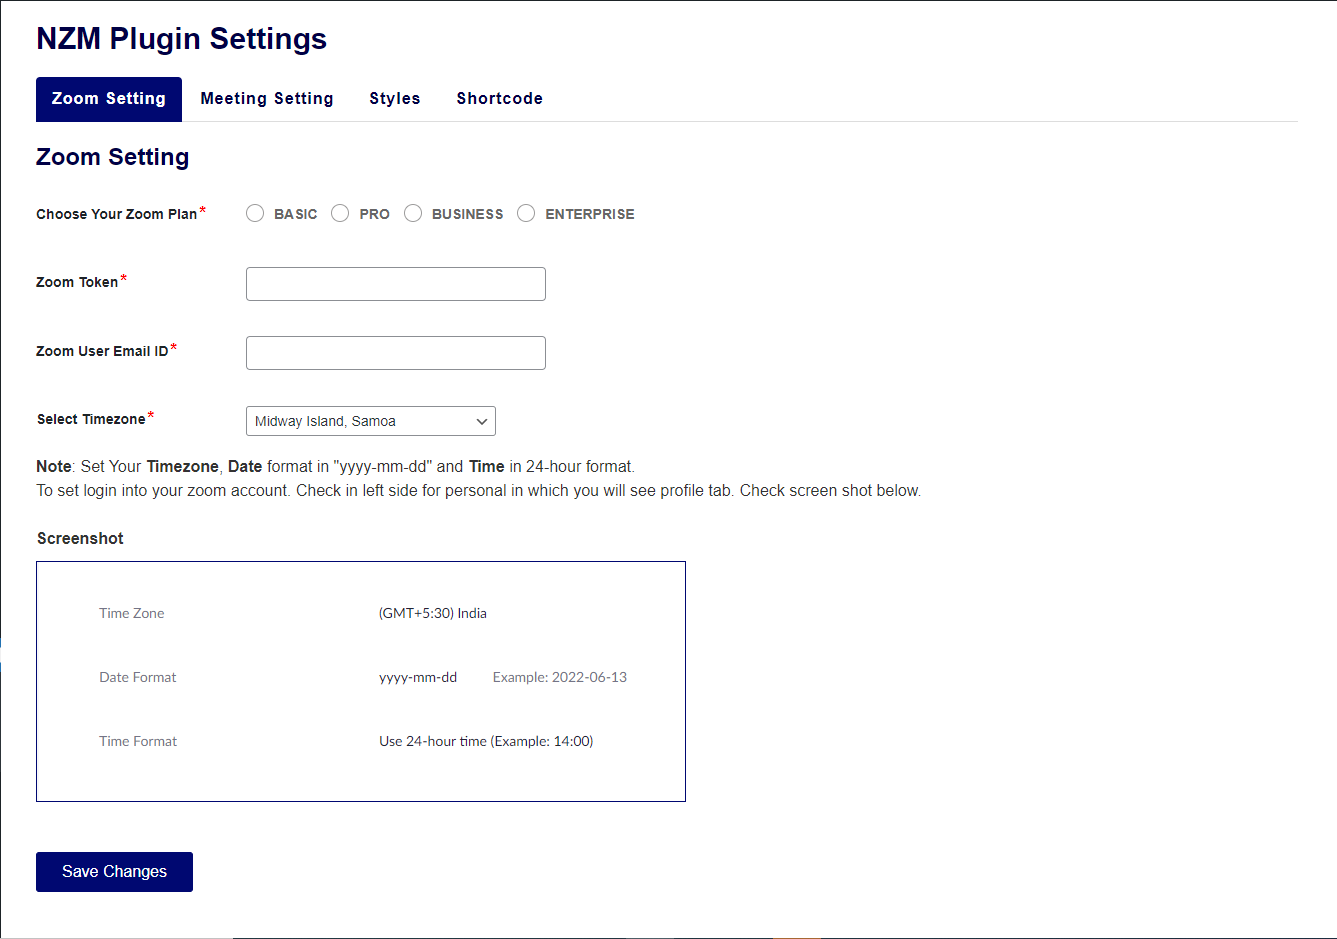 NZM Plugin Settings
Zoom Setting Meeting Setting Styles Shortcode
Zoom Setting
Choose Your Zoom Plan* BASIC PRO BUSINESS ENTERPRISE
Zoom Token*
Zoom User Email ID*
Select Timezone* Midway Island, Samoa
Note: Set Your Timezone, Date format in "yyyy-mm-dd" and Time in 24-hour format.
To set login into your zoom account. Check in left side for personal in which you will see profile tab. Check screen shot below.
Screenshot
Time Zone (GMT+5:30) India
Date Format yyyy-mm-dd Example: 2022-06-13
Time Format Use 24-hour time (Example: 14:00)
Save Changes